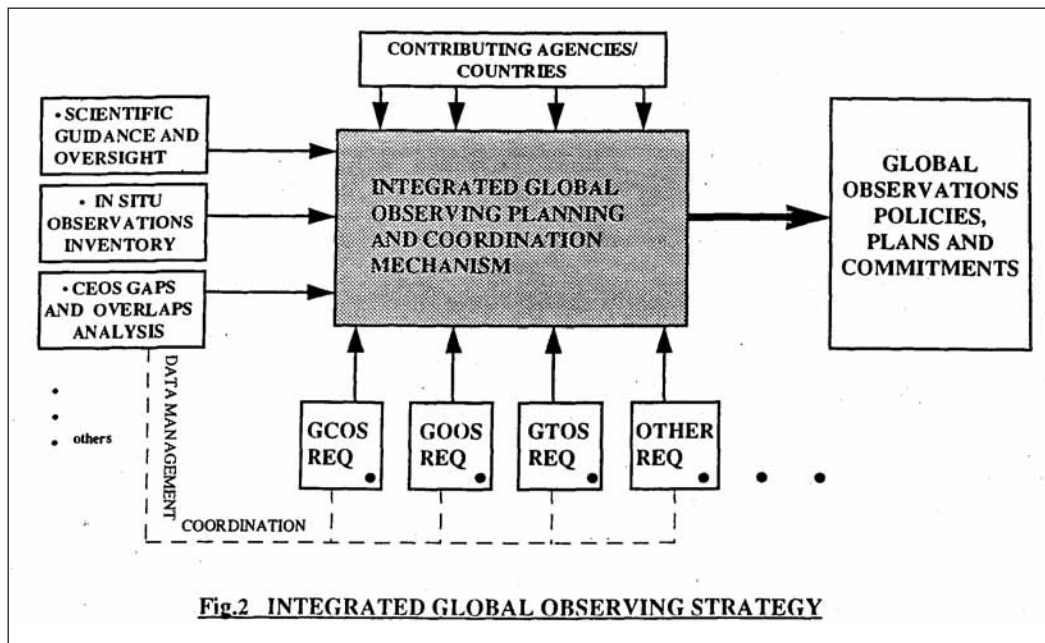 CONTRIBUTING AGENCIES/
COUNTRIES
• SCIENTIFIC
GUIDANCE AND
OVERSIGHT
• IN SITU
OBSERVATIONS
INVENTORY
• CEOS GAPS
AND OVERLAPS
ANALYSIS
• others
INTEGRATED GLOBAL
OBSERVING PLANNING
AND COORDINATION
MECHANISM
GLOBAL
OBSERVATIONS
POLICIES,
PLANS AND
COMMITMENTS
DATA MANAGEMENT
COORDINATION
GCOS
REQ
GOOS
REQ
GTOS
REQ
OTHER
REQ
Fig.2 INTEGRATED GLOBAL OBSERVING STRATEGY